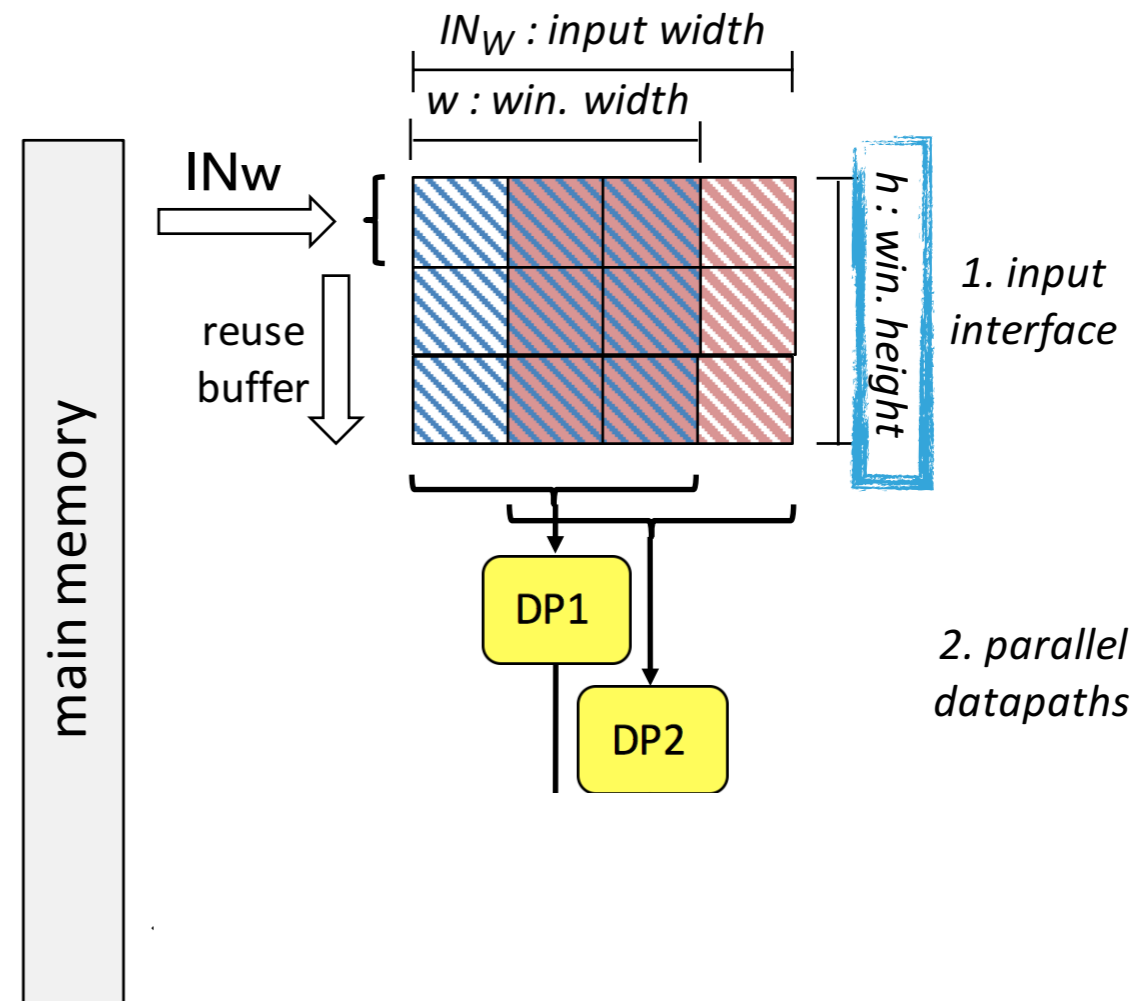 IN_W : input width
w : win. width
INw
reuse
buffer
main memory
h : win. height
1. input
interface
DP1
DP2
2. parallel
datapaths